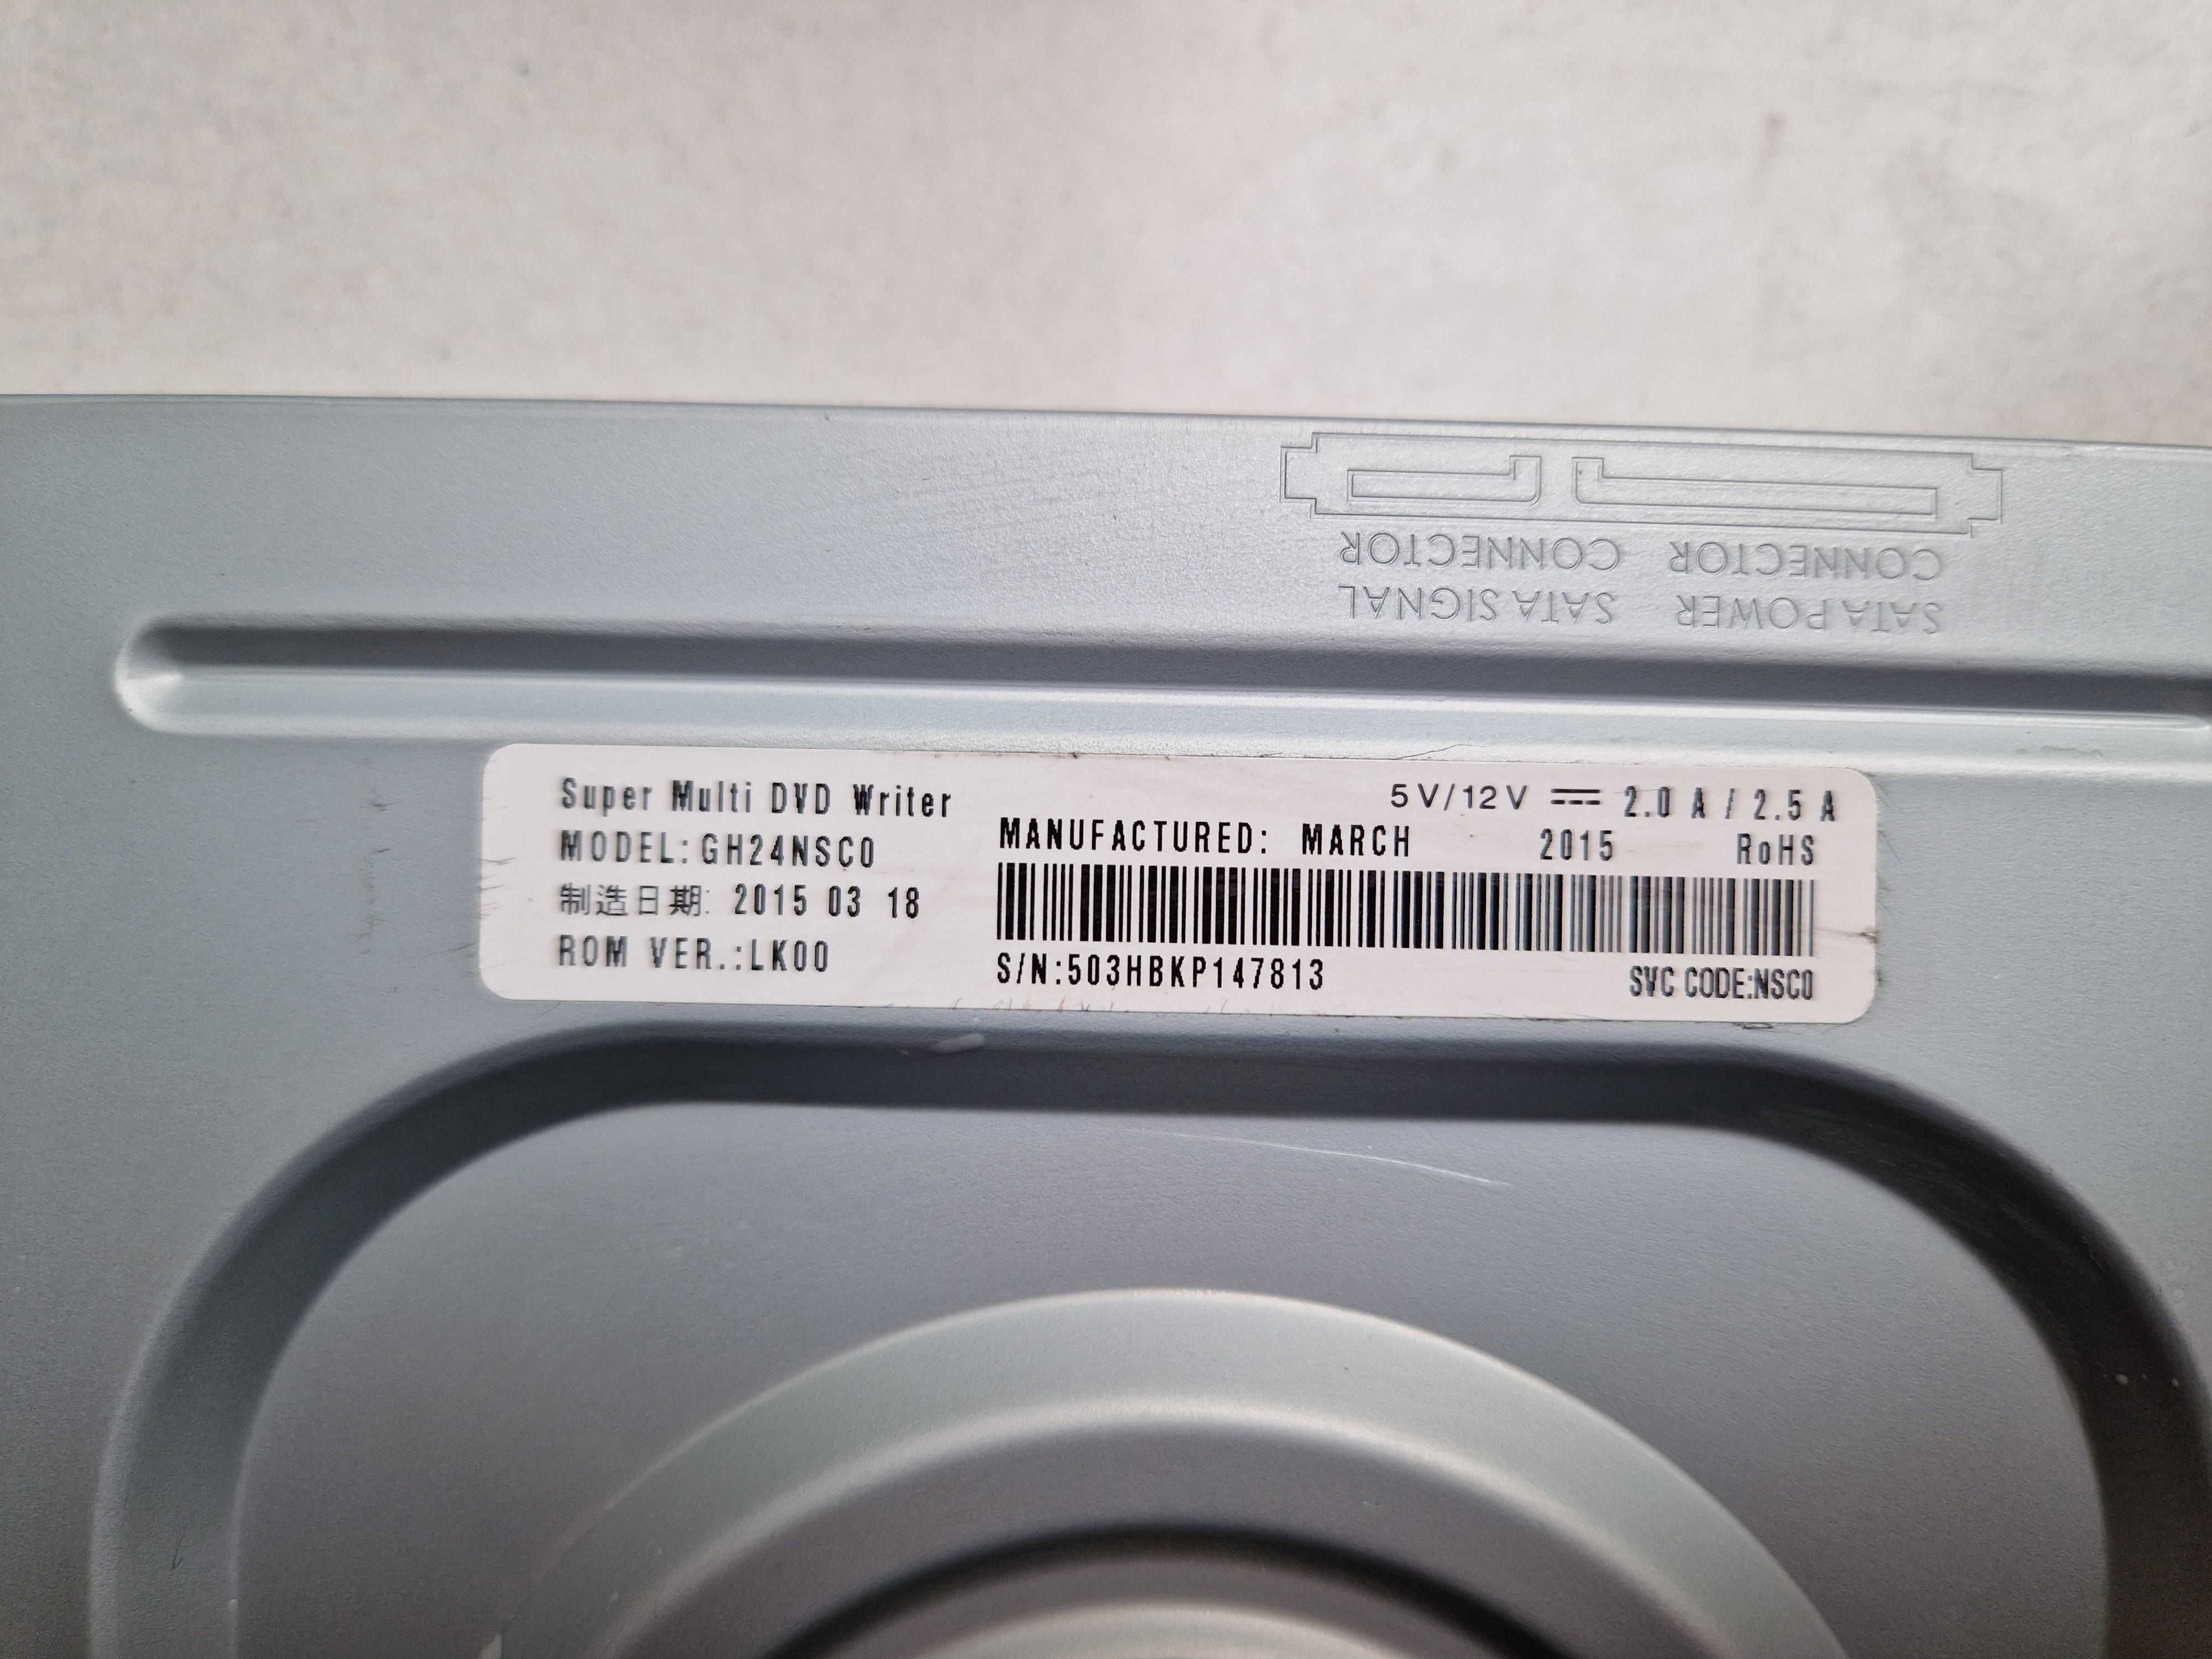 SATA SIGNAL CONNECTOR
SATA POWER CONNECTOR
Super Multi DVD Writer
MODEL:GH24NSC0
制造日期: 2015 03 18
ROM VER.:LK00
5V/12V ⎓ 2.0 A / 2.5 A
MANUFACTURED: MARCH 2015 RoHS
S/N:503HBKP147813
SVC CODE:NSC0